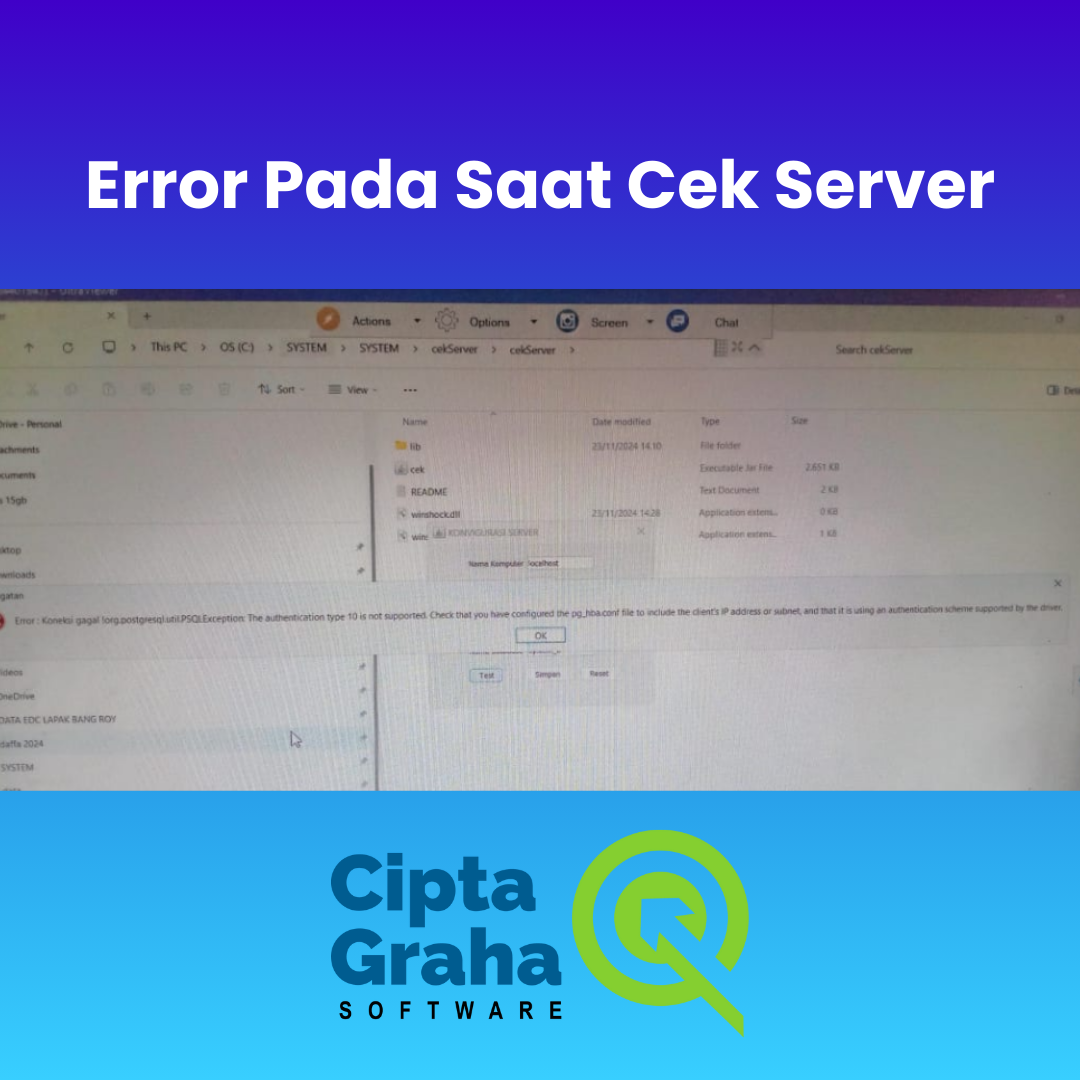 Error Pada Saat Cek Server
Actions Options Screen Chat
This PC > OS (C:) > SYSTEM > SYSTEM > cekServer > cekServer >
Search cekServer
Sort View ...
Drive - Personal
Name Date modified Type Size
lib 23/11/2024 14.10 File folder
cek Executable Jar File 2.651 KB
README Text Document 2 KB
winshock.dll 23/11/2024 14.28 Application extens... 0 KB
Application extens... 1 KB
KONFIGURASI SERVER
Nama Komputer localhost
Error : Koneksi gagal !org.postgresql.util.PSQLException: The authentication type 10 is not supported. Check that you have configured the pg_hba.conf file to include the client's IP address or subnet, and that it is using an authentication scheme supported by the driver.
OK
Test Simpan Reset
OneDrive
DATA EDC LAPAK BANG ROY
daffa 2024
SYSTEM
Cipta
Graha
SOFTWARE